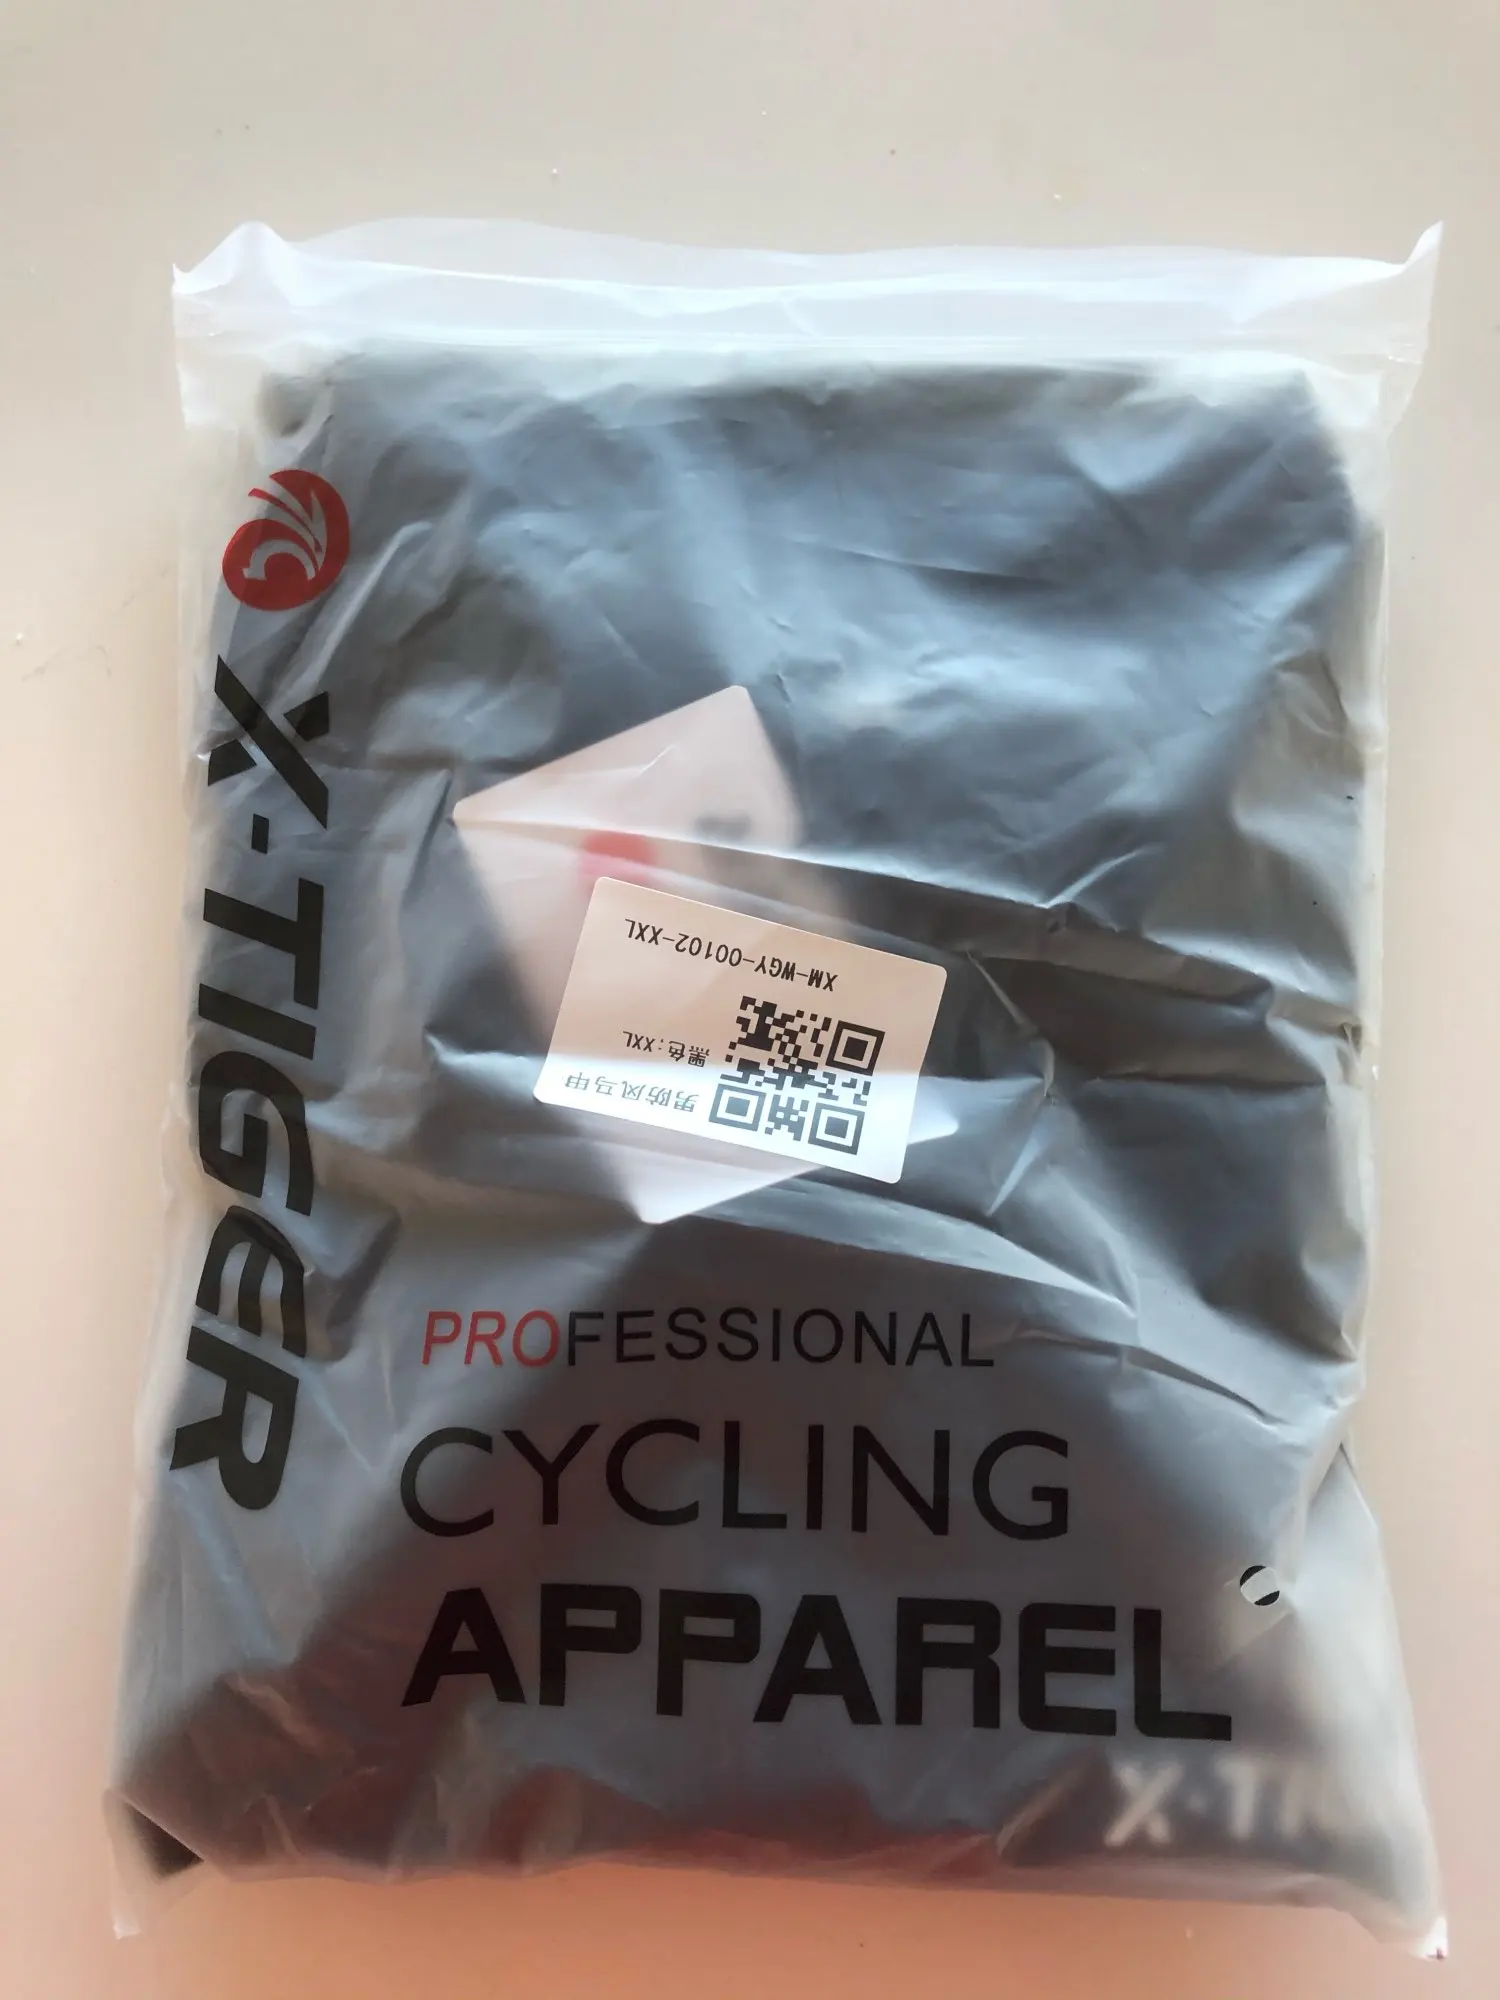 X-TIGER
XM-WGY-00102-XXL
黑色:XXL
男防风马甲
PROFESSIONAL
CYCLING
APPAREL
X-TI